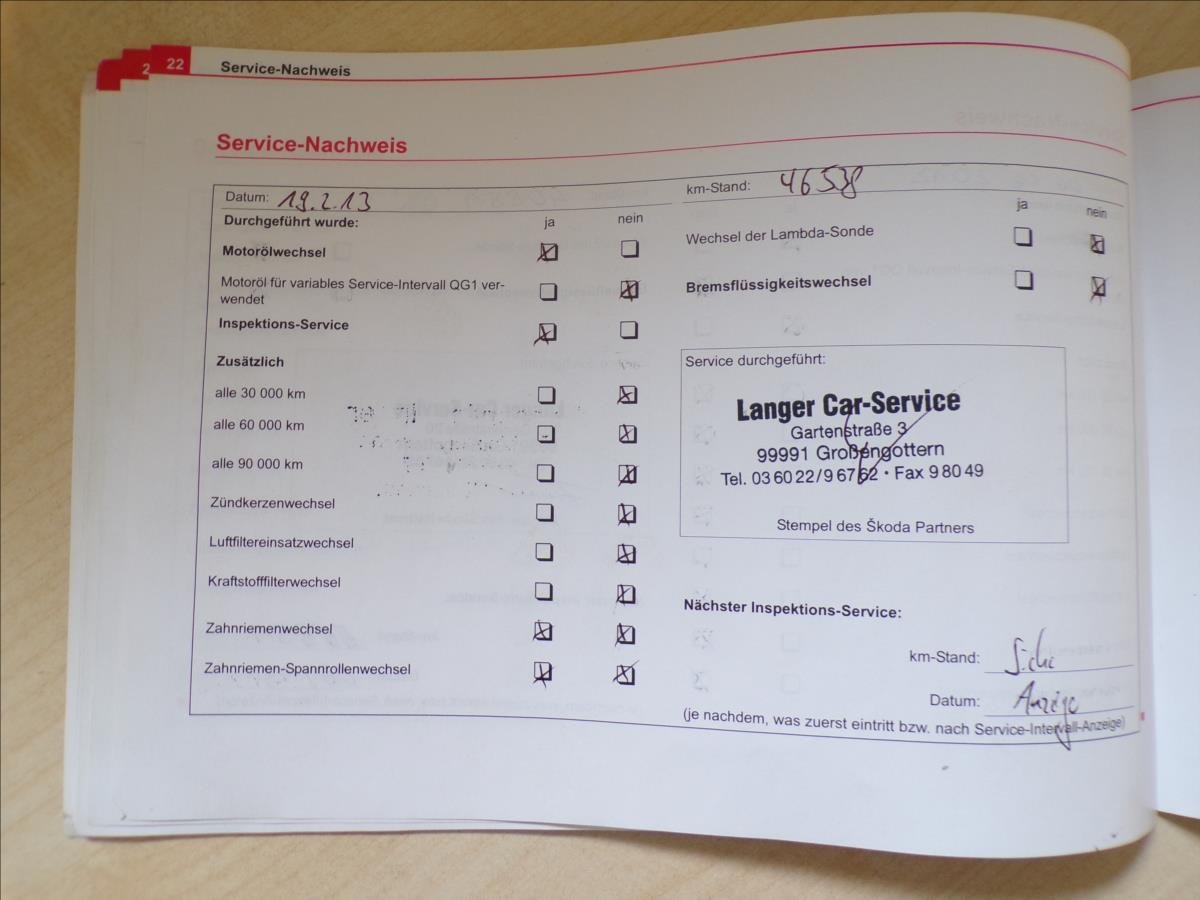 22 Service-Nachweis
Service-Nachweis
Datum: 19.2.13
km-Stand: 46538
Durchgeführt wurde: ja nein
Motorölwechsel
Motoröl für variables Service-Intervall QG1 ver-
wendet
Inspektions-Service
Zusätzlich
alle 30 000 km
alle 60 000 km
alle 90 000 km
Zündkerzenwechsel
Luftfiltereinsatzwechsel
Kraftstofffilterwechsel
Zahnriemenwechsel
Zahnriemen-Spannrollenwechsel
ja nein
Wechsel der Lambda-Sonde
Bremsflüssigkeitswechsel
Service durchgeführt:
Langer Car-Service
Gartenstraße 3
99991 Großengottern
Tel. 03 60 22/9 67 62 · Fax 9 80 49
Stempel des Škoda Partners
Nächster Inspektions-Service:
km-Stand: Siehe
Datum: Anzeige
(je nachdem, was zuerst eintritt bzw. nach Service-Intervall-Anzeige)